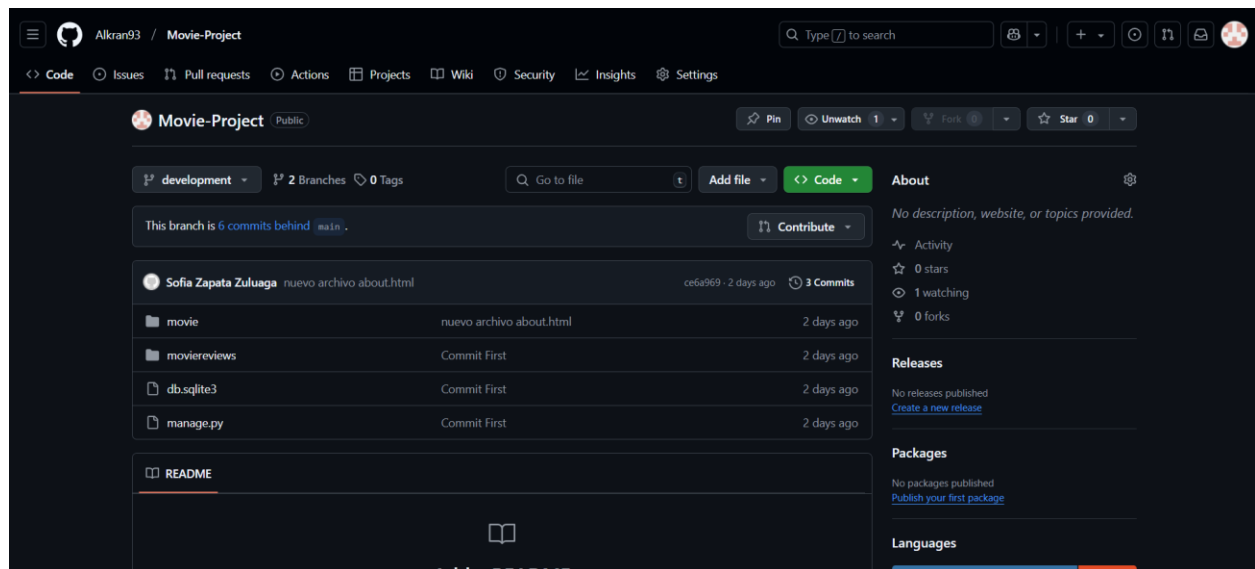 Alkran93 / Movie-Project
Type / to search
Code Issues Pull requests Actions Projects Wiki Security Insights Settings
Movie-Project Public
Pin Unwatch 1 Fork 0 Star 0
development 2 Branches 0 Tags
Go to file t Add file Code
This branch is 6 commits behind main .
Contribute
Sofia Zapata Zuluaga nuevo archivo about.html ce6a969 · 2 days ago 3 Commits
movie nuevo archivo about.html 2 days ago
moviereviews Commit First 2 days ago
db.sqlite3 Commit First 2 days ago
manage.py Commit First 2 days ago
README
About
No description, website, or topics provided.
Activity
0 stars
1 watching
0 forks
Releases
No releases published
Create a new release
Packages
No packages published
Publish your first package
Languages